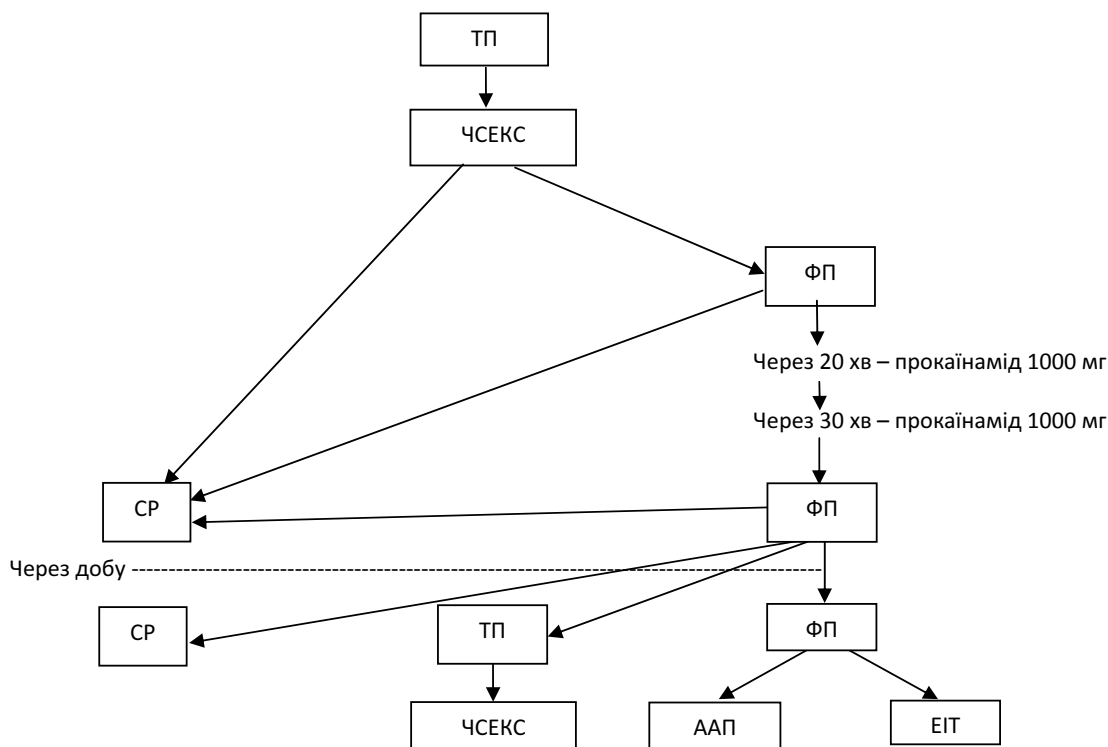 ТП
ЧСЕКС
ФП
Через 20 хв – прокаїнамід 1000 мг
Через 30 хв – прокаїнамід 1000 мг
СР
ФП
Через добу
СР
ТП
ФП
ЧСЕКС
ААП
ЕІТ